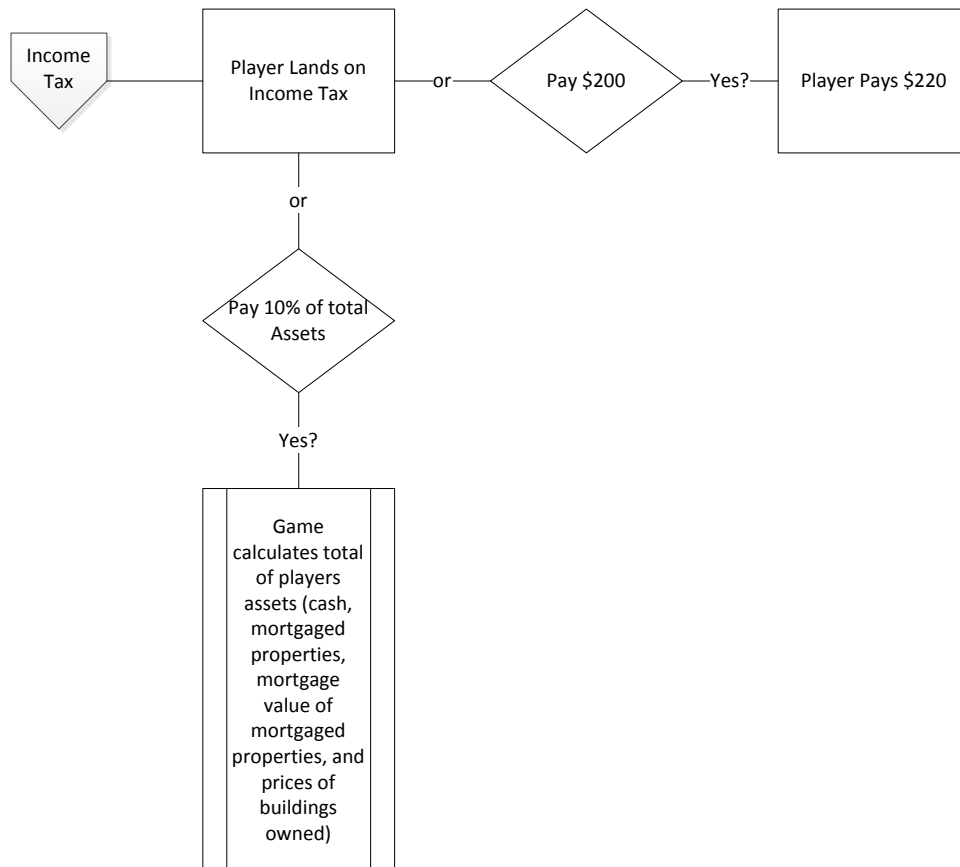 Income
Tax
Player Lands on
Income Tax
or
Pay $200
Yes?
Player Pays $220
or
Pay 10% of total
Assets
Yes?
Game
calculates total
of players
assets (cash,
mortgaged
properties,
mortgage
value of
mortgaged
properties, and
prices of
buildings
owned)